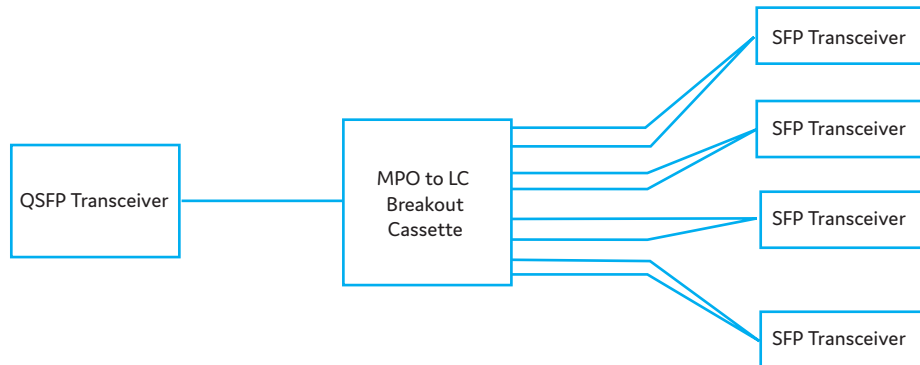 SFP Transceiver
SFP Transceiver
QSFP Transceiver
MPO to LC
Breakout
Cassette
SFP Transceiver
SFP Transceiver